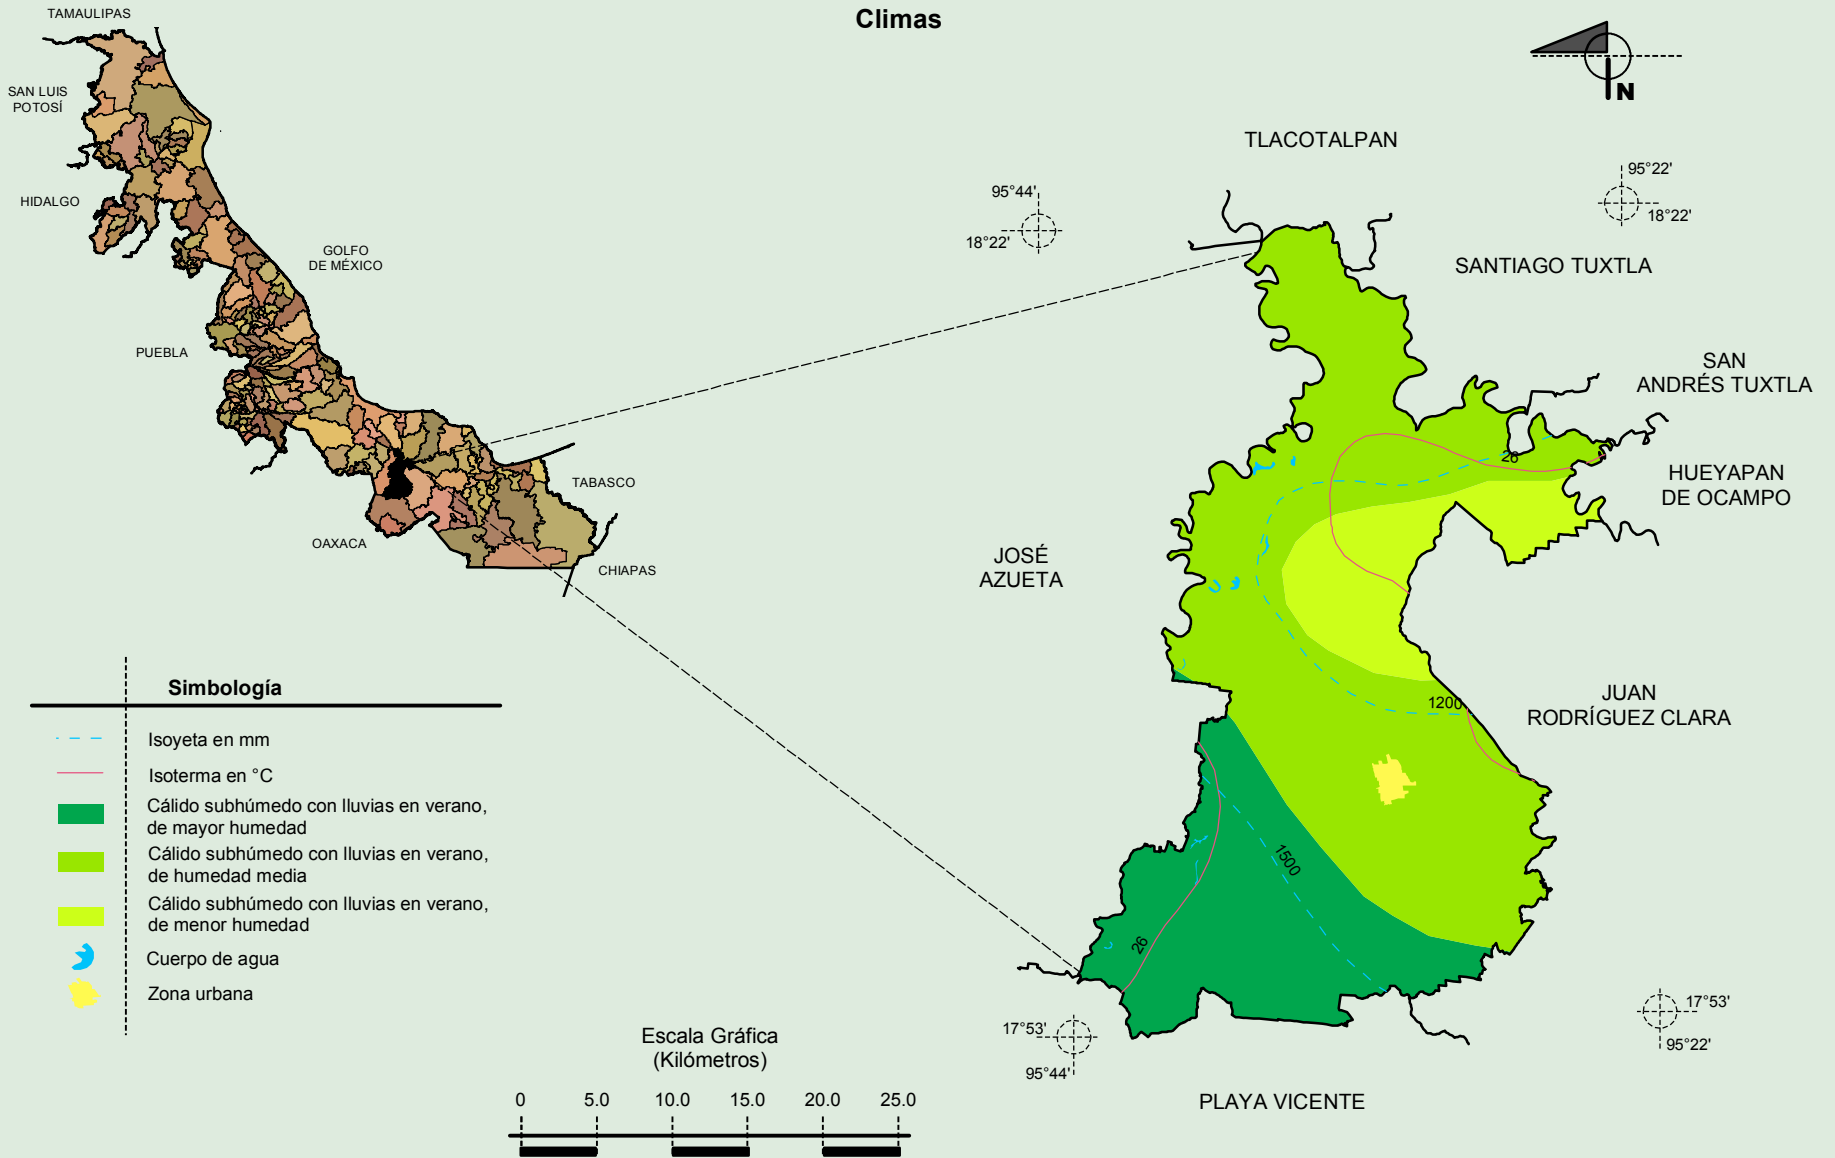 Climas
TAMAULIPAS
SAN LUIS
POTOSÍ
HIDALGO
GOLFO
DE MÉXICO
PUEBLA
OAXACA
TABASCO
CHIAPAS
N
TLACOTALPAN
95°44'
18°22'
95°22'
18°22'
SANTIAGO TUXTLA
SAN
ANDRÉS TUXTLA
HUEYAPAN
DE OCAMPO
JOSÉ
AZUETA
JUAN
RODRÍGUEZ CLARA
26
1200
1500
26
17°53'
95°44'
17°53'
95°22'
PLAYA VICENTE
Simbología
Isoyeta en mm
Isoterma en °C
Cálido subhúmedo con lluvias en verano,
de mayor humedad
Cálido subhúmedo con lluvias en verano,
de humedad media
Cálido subhúmedo con lluvias en verano,
de menor humedad
Cuerpo de agua
Zona urbana
Escala Gráfica
(Kilómetros)
0 5.0 10.0 15.0 20.0 25.0